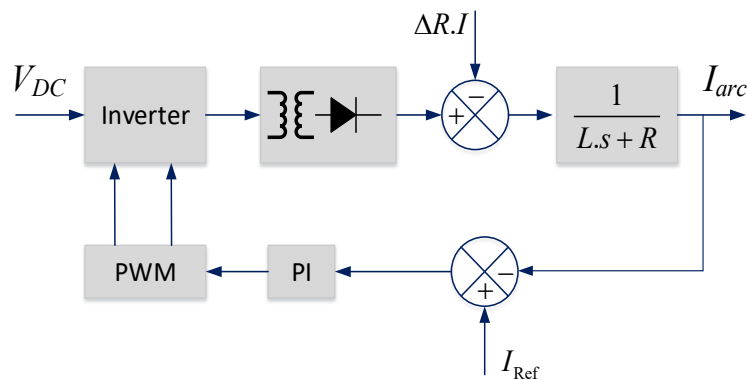 ΔR.I
V_DC
Inverter
−
+
1
L.s + R
I_arc
PWM
PI
−
+
I_Ref